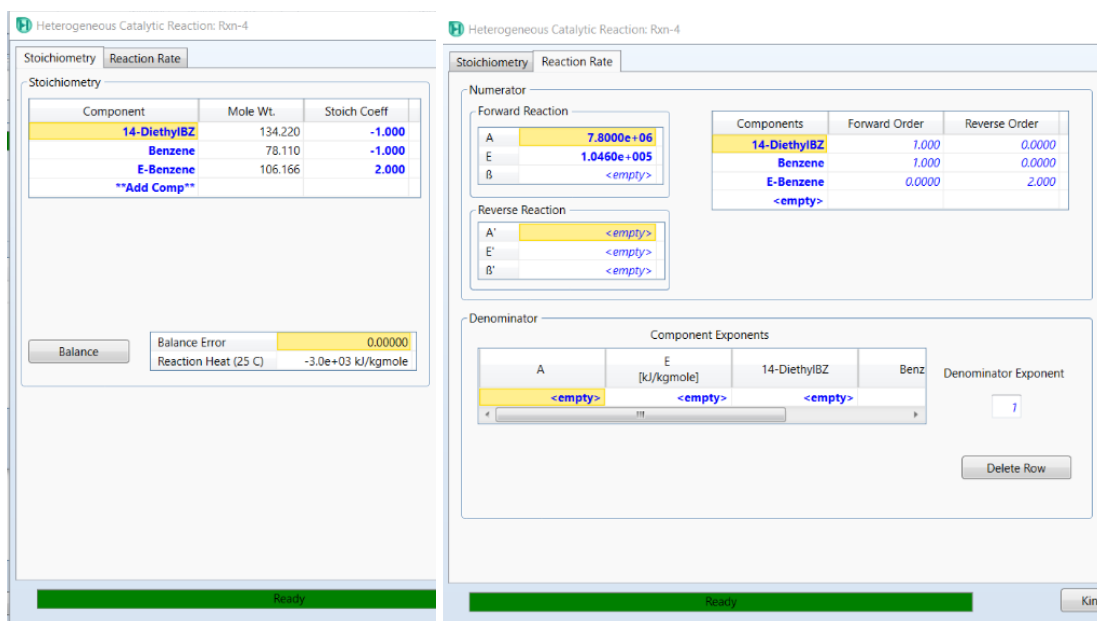 Heterogeneous Catalytic Reaction: Rxn-4
Stoichiometry Reaction Rate
Stoichiometry
Component Mole Wt. Stoich Coeff
14-DiethylBZ 134.220 -1.000
Benzene 78.110 -1.000
E-Benzene 106.166 2.000
**Add Comp**
Balance
Balance Error 0.00000
Reaction Heat (25 C) -3.0e+03 kJ/kgmole
Ready
Heterogeneous Catalytic Reaction: Rxn-4
Stoichiometry Reaction Rate
Numerator
Forward Reaction
A 7.8000e+06
E 1.0460e+005
ß <empty>
Reverse Reaction
A' <empty>
E' <empty>
ß' <empty>
Components Forward Order Reverse Order
14-DiethylBZ 1.000 0.0000
Benzene 1.000 0.0000
E-Benzene 0.0000 2.000
<empty>
Denominator
Component Exponents
A E [kJ/kgmole] 14-DiethylBZ Benz
<empty> <empty> <empty>
Denominator Exponent
1
Delete Row
Ready
Kin